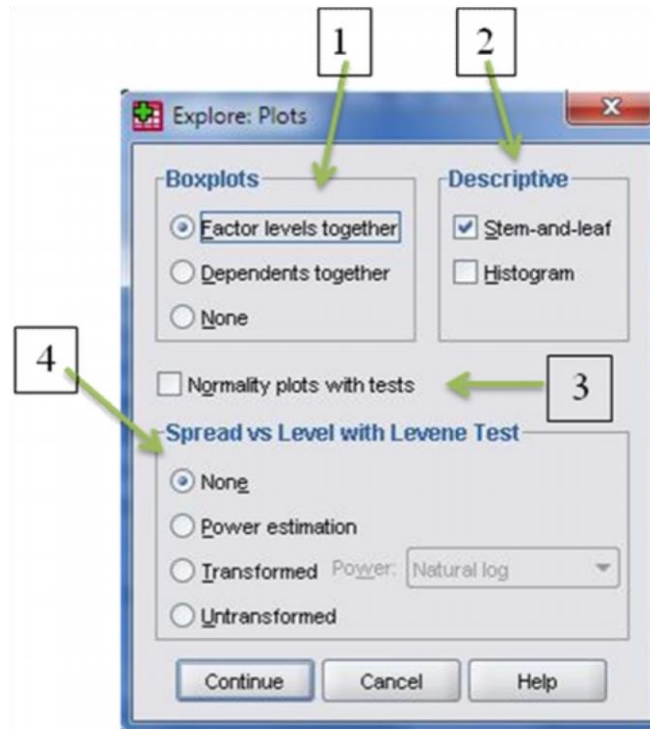 1
2
Explore: Plots
Boxplots
Factor levels together
Dependents together
None
Descriptive
Stem-and-leaf
Histogram
4
Normality plots with tests
3
Spread vs Level with Levene Test
None
Power estimation
Transformed Power: Natural log
Untransformed
Continue Cancel Help